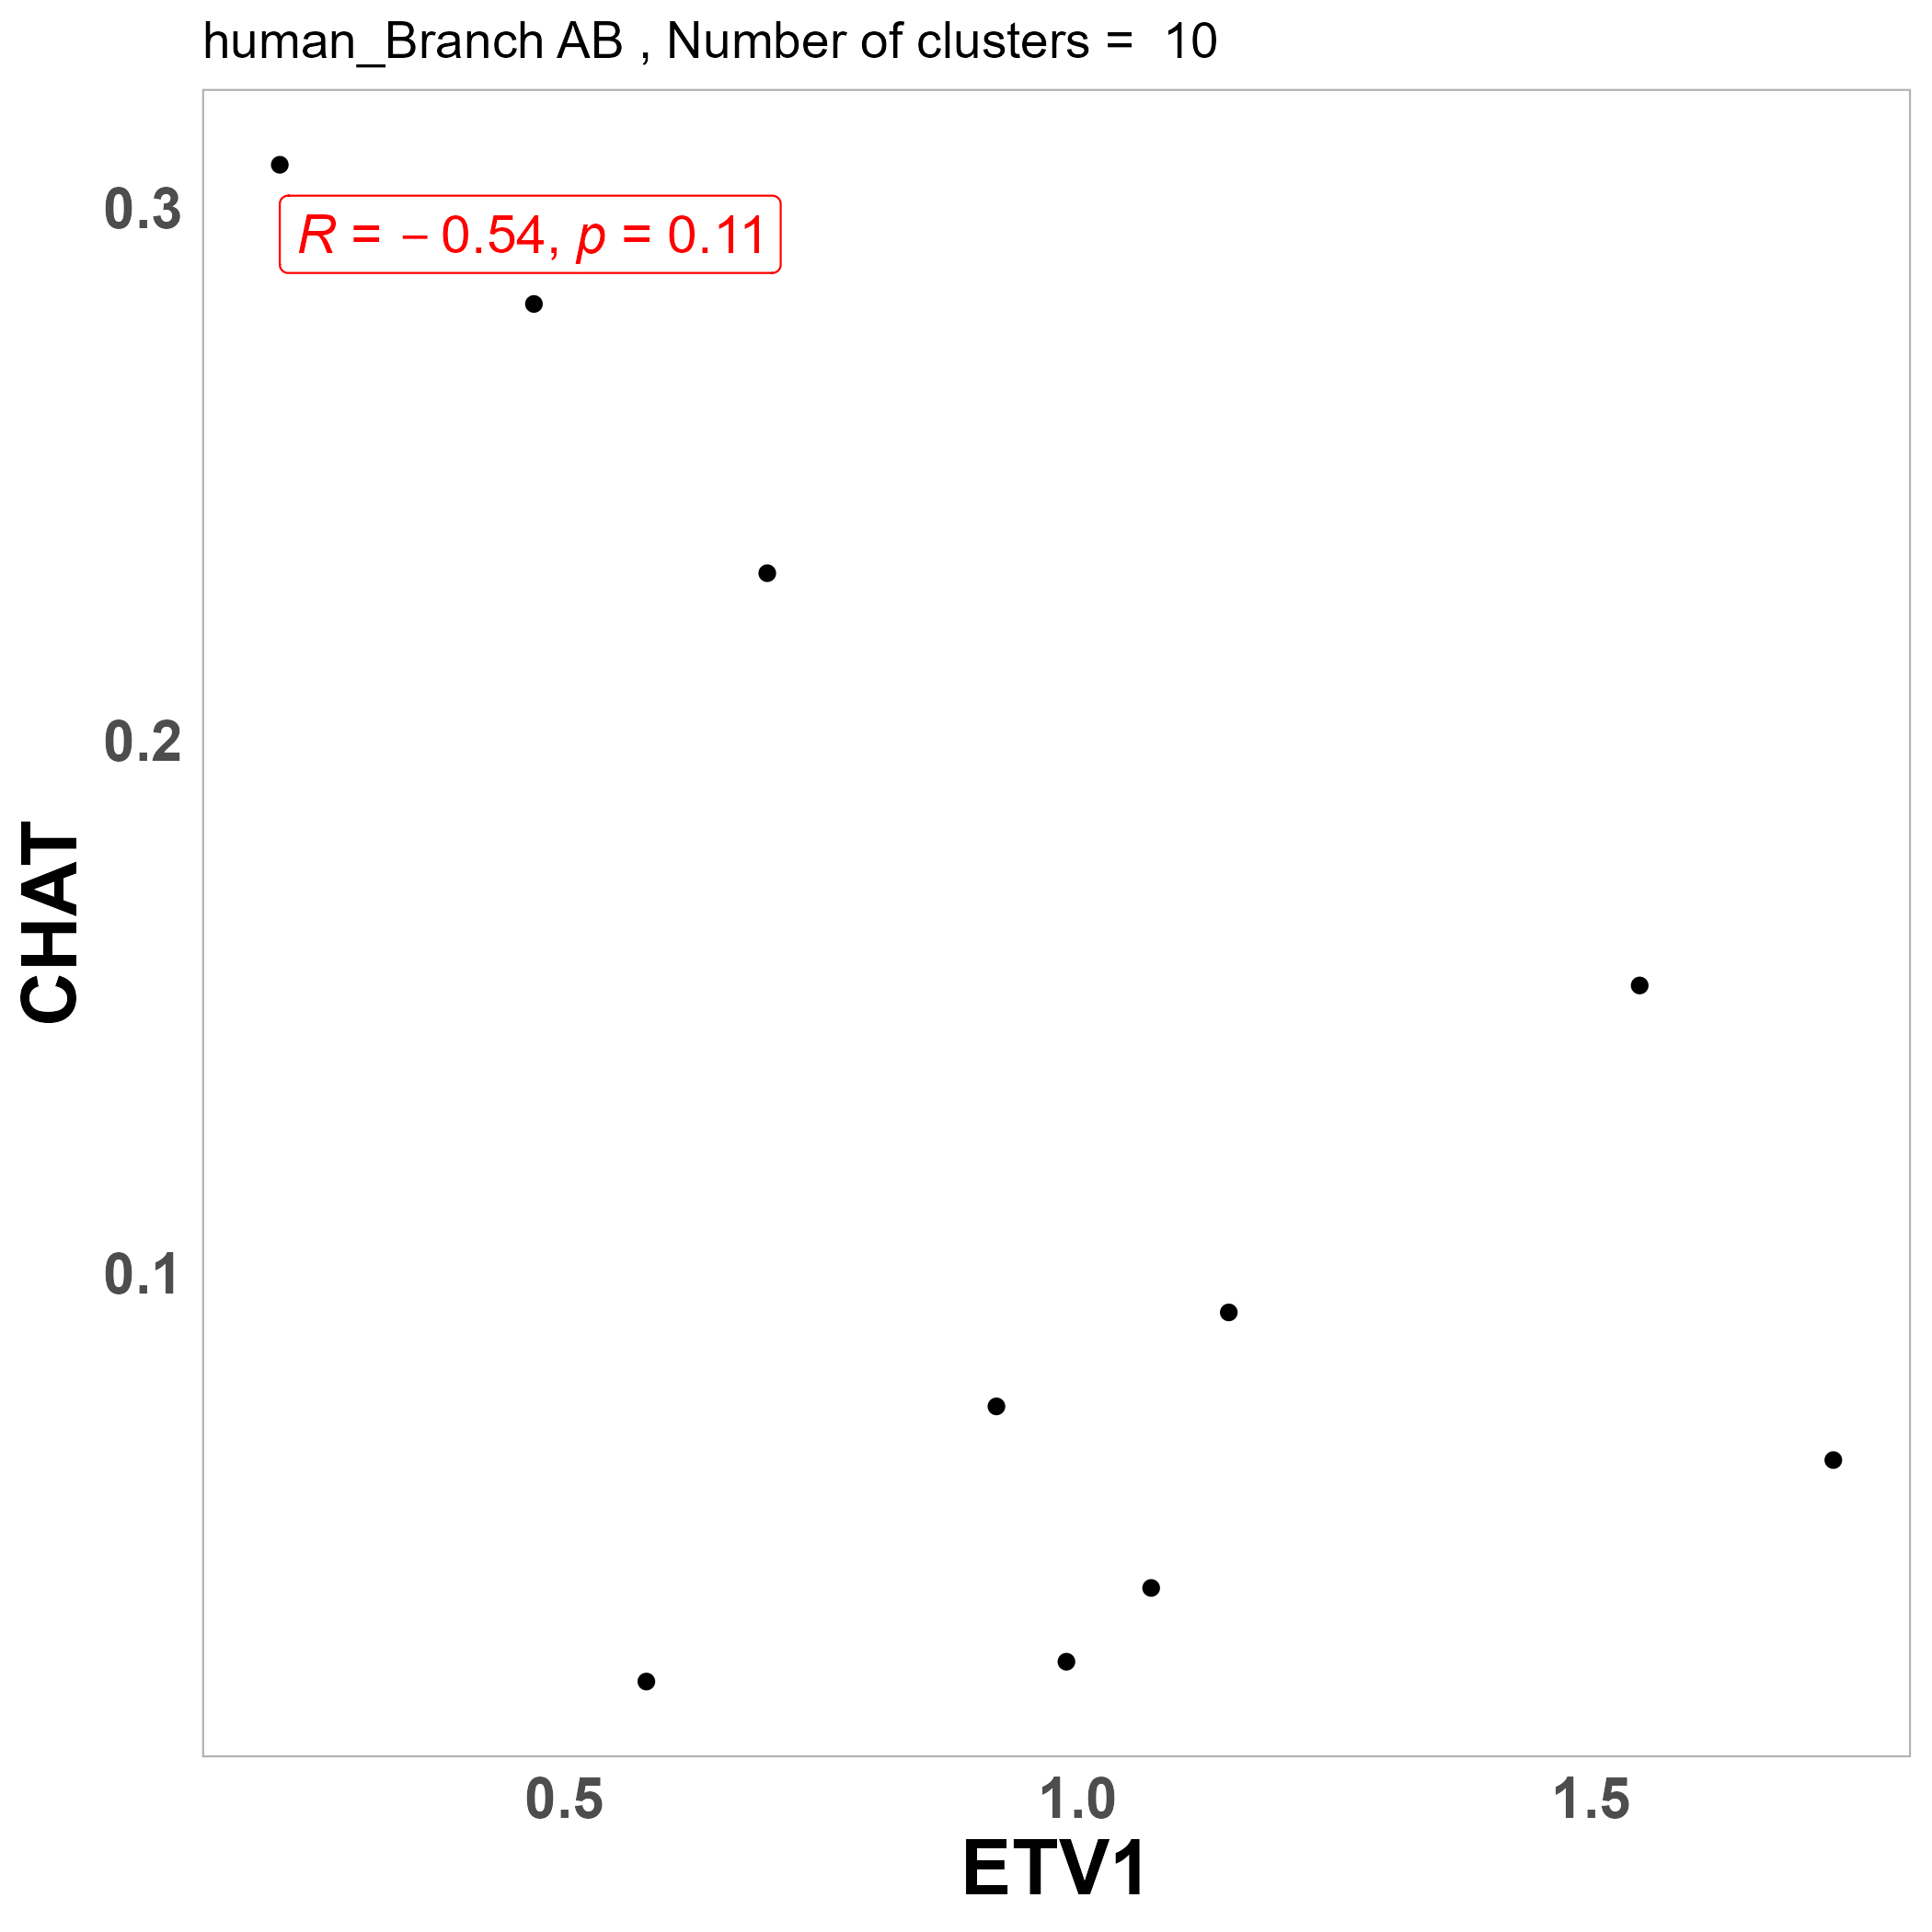 human_Branch AB , Number of clusters =  10
R = − 0.54, p = 0.11
0.3
0.2
0.1
CHAT
0.5 1.0 1.5
ETV1